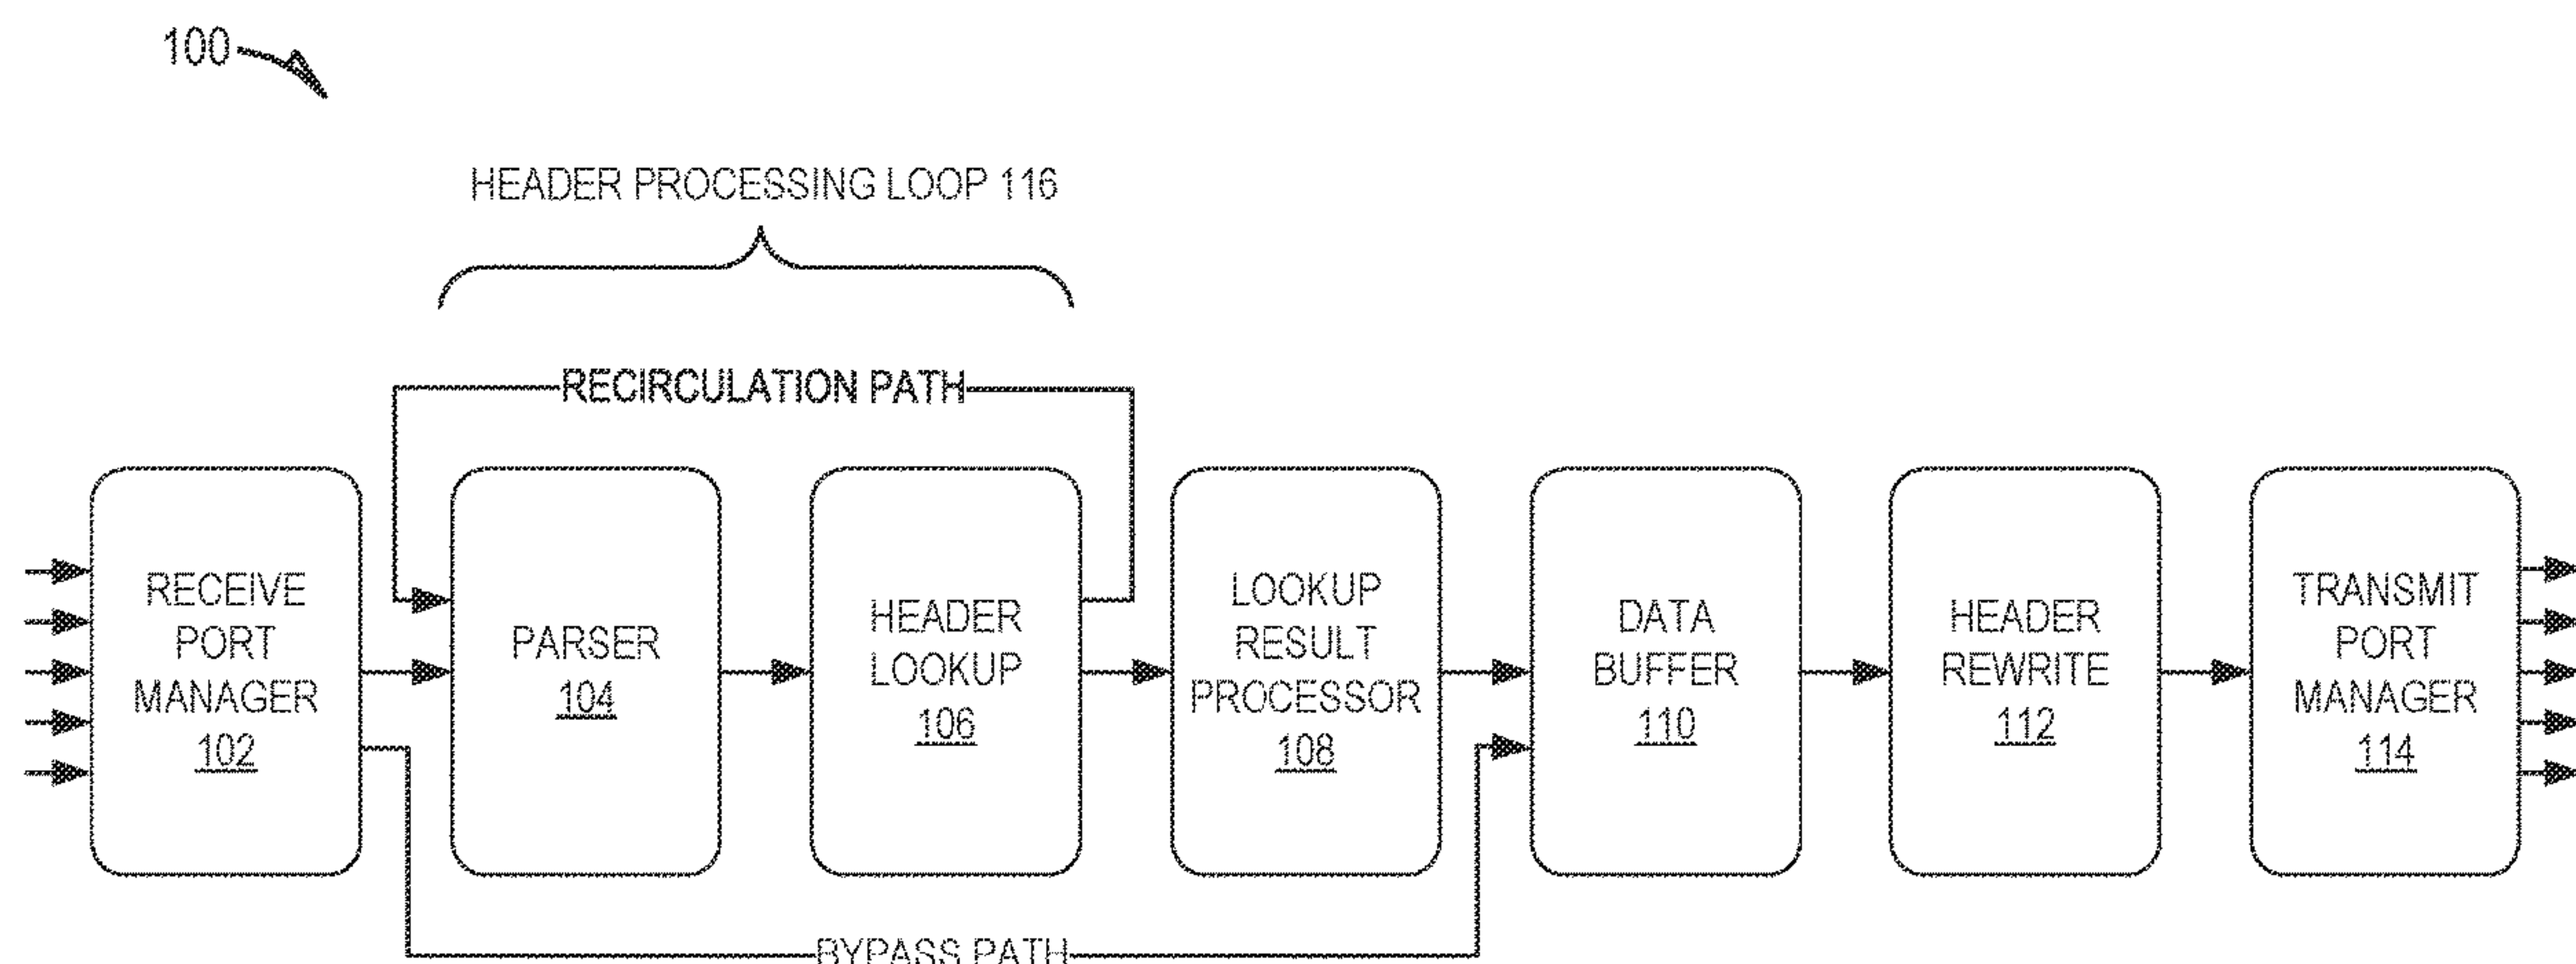 100
HEADER PROCESSING LOOP 116
RECIRCULATION PATH
RECEIVE
PORT
MANAGER
102
PARSER
104
HEADER
LOOKUP
106
LOOKUP
RESULT
PROCESSOR
108
DATA
BUFFER
110
HEADER
REWRITE
112
TRANSMIT
PORT
MANAGER
114
BYPASS PATH